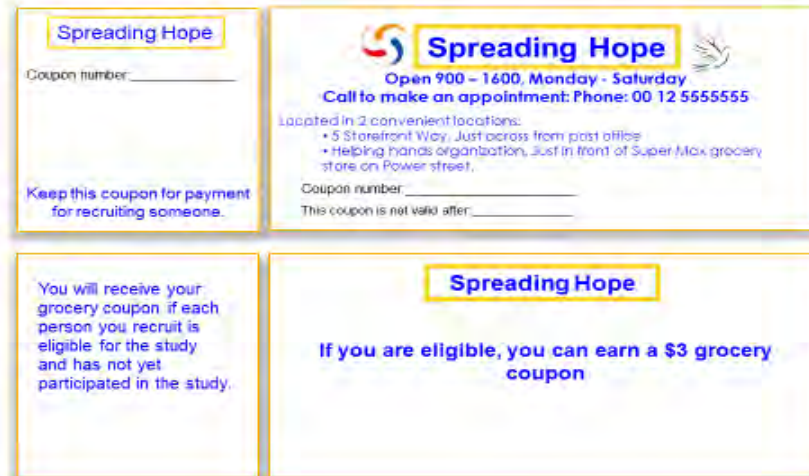 Spreading Hope
Coupon number:
Keep this coupon for payment
for recruiting someone.
Spreading Hope
Open 900 – 1600, Monday - Saturday
Call to make an appointment: Phone: 00 12 5555555
Located in 2 convenient locations:
• 5 Storefront Way, Just across from post office
• Helping hands organization, Just in front of Super Max grocery
store on Power street.
Coupon number:
This coupon is not valid after:
You will receive your
grocery coupon if each
person you recruit is
eligible for the study
and has not yet
participated in the study.
Spreading Hope
If you are eligible, you can earn a $3 grocery
coupon